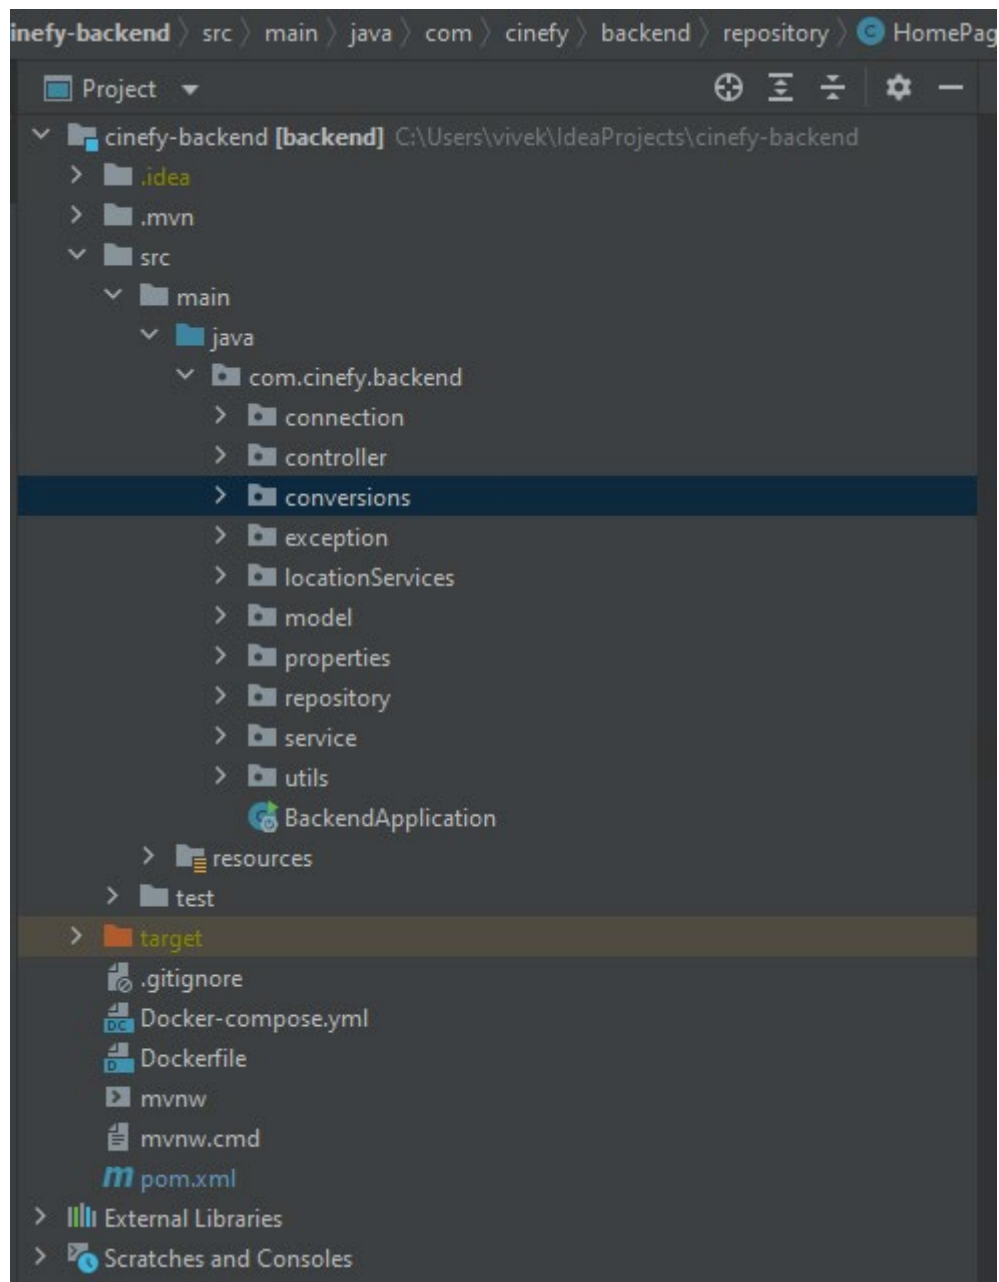 inefy-backend 〉 src 〉 main 〉 java 〉 com 〉 cinefy 〉 backend 〉 repository 〉 HomePag
Project
cinefy-backend [backend] C:\Users\vivek\IdeaProjects\cinefy-backend
.idea
.mvn
src
main
java
com.cinefy.backend
connection
controller
conversions
exception
locationServices
model
properties
repository
service
utils
BackendApplication
resources
test
target
.gitignore
Docker-compose.yml
Dockerfile
mvnw
mvnw.cmd
pom.xml
External Libraries
Scratches and Consoles